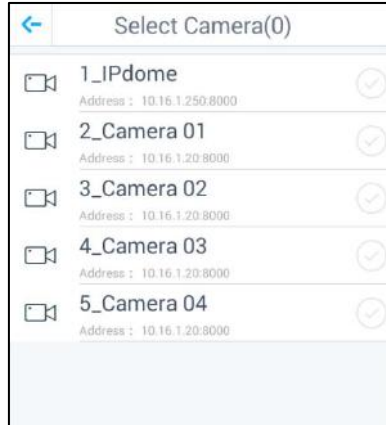 Select Camera(0)
1_IPdome
Address : 10.16.1.250:8000
2_Camera 01
Address : 10.16.1.20:8000
3_Camera 02
Address : 10.16.1.20:8000
4_Camera 03
Address : 10.16.1.20:8000
5_Camera 04
Address : 10.16.1.20:8000